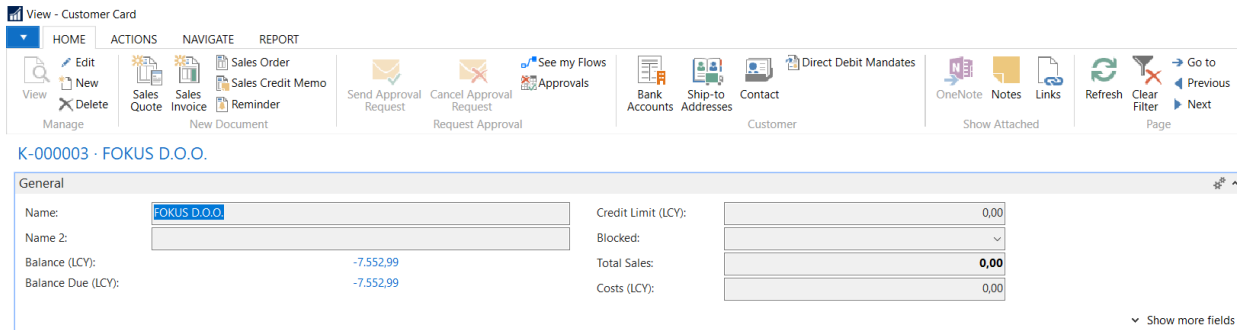 View - Customer Card
HOME ACTIONS NAVIGATE REPORT
View
Edit
New
Delete
Manage
Sales Quote
Sales Invoice
Sales Order
Sales Credit Memo
Reminder
New Document
Send Approval Request
Cancel Approval Request
See my Flows
Approvals
Request Approval
Bank Accounts
Ship-to Addresses
Contact
Direct Debit Mandates
Customer
OneNote
Notes
Links
Show Attached
Refresh
Clear Filter
Go to
Previous
Next
Page
K-000003 · FOKUS D.O.O.
General
Name: FOKUS D.O.O.
Name 2:
Balance (LCY): -7.552,99
Balance Due (LCY): -7.552,99
Credit Limit (LCY): 0,00
Blocked:
Total Sales: 0,00
Costs (LCY): 0,00
Show more fields